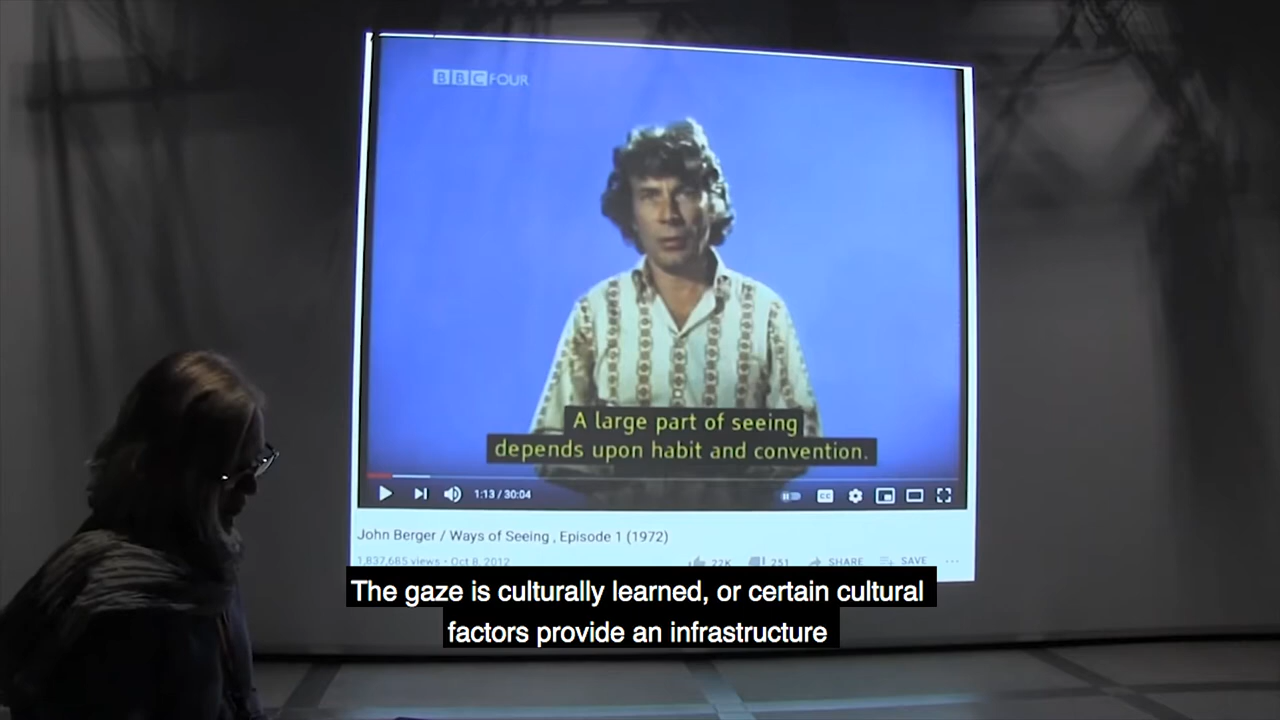 BBC FOUR
A large part of seeing
depends upon habit and convention.
1:13 / 30:04
CC
John Berger / Ways of Seeing , Episode 1 (1972)
1,837,685 views • Oct 8, 2012
22K
251
SHARE
SAVE
The gaze is culturally learned, or certain cultural
factors provide an infrastructure